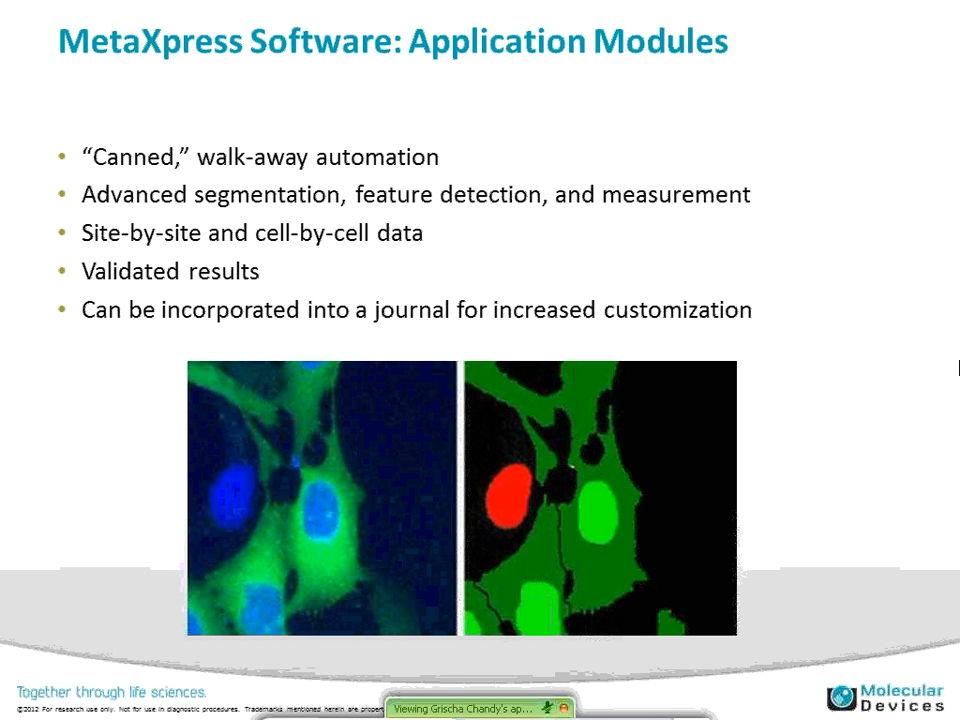 MetaXpress Software: Application Modules
• “Canned,” walk-away automation
• Advanced segmentation, feature detection, and measurement
• Site-by-site and cell-by-cell data
• Validated results
• Can be incorporated into a journal for increased customization
Together through life sciences.
©2012 For research use only. Not for use in diagnostic procedures. Trademarks mentioned herein are proper
Viewing Grischa Chandy's ap...
Molecular
Devices